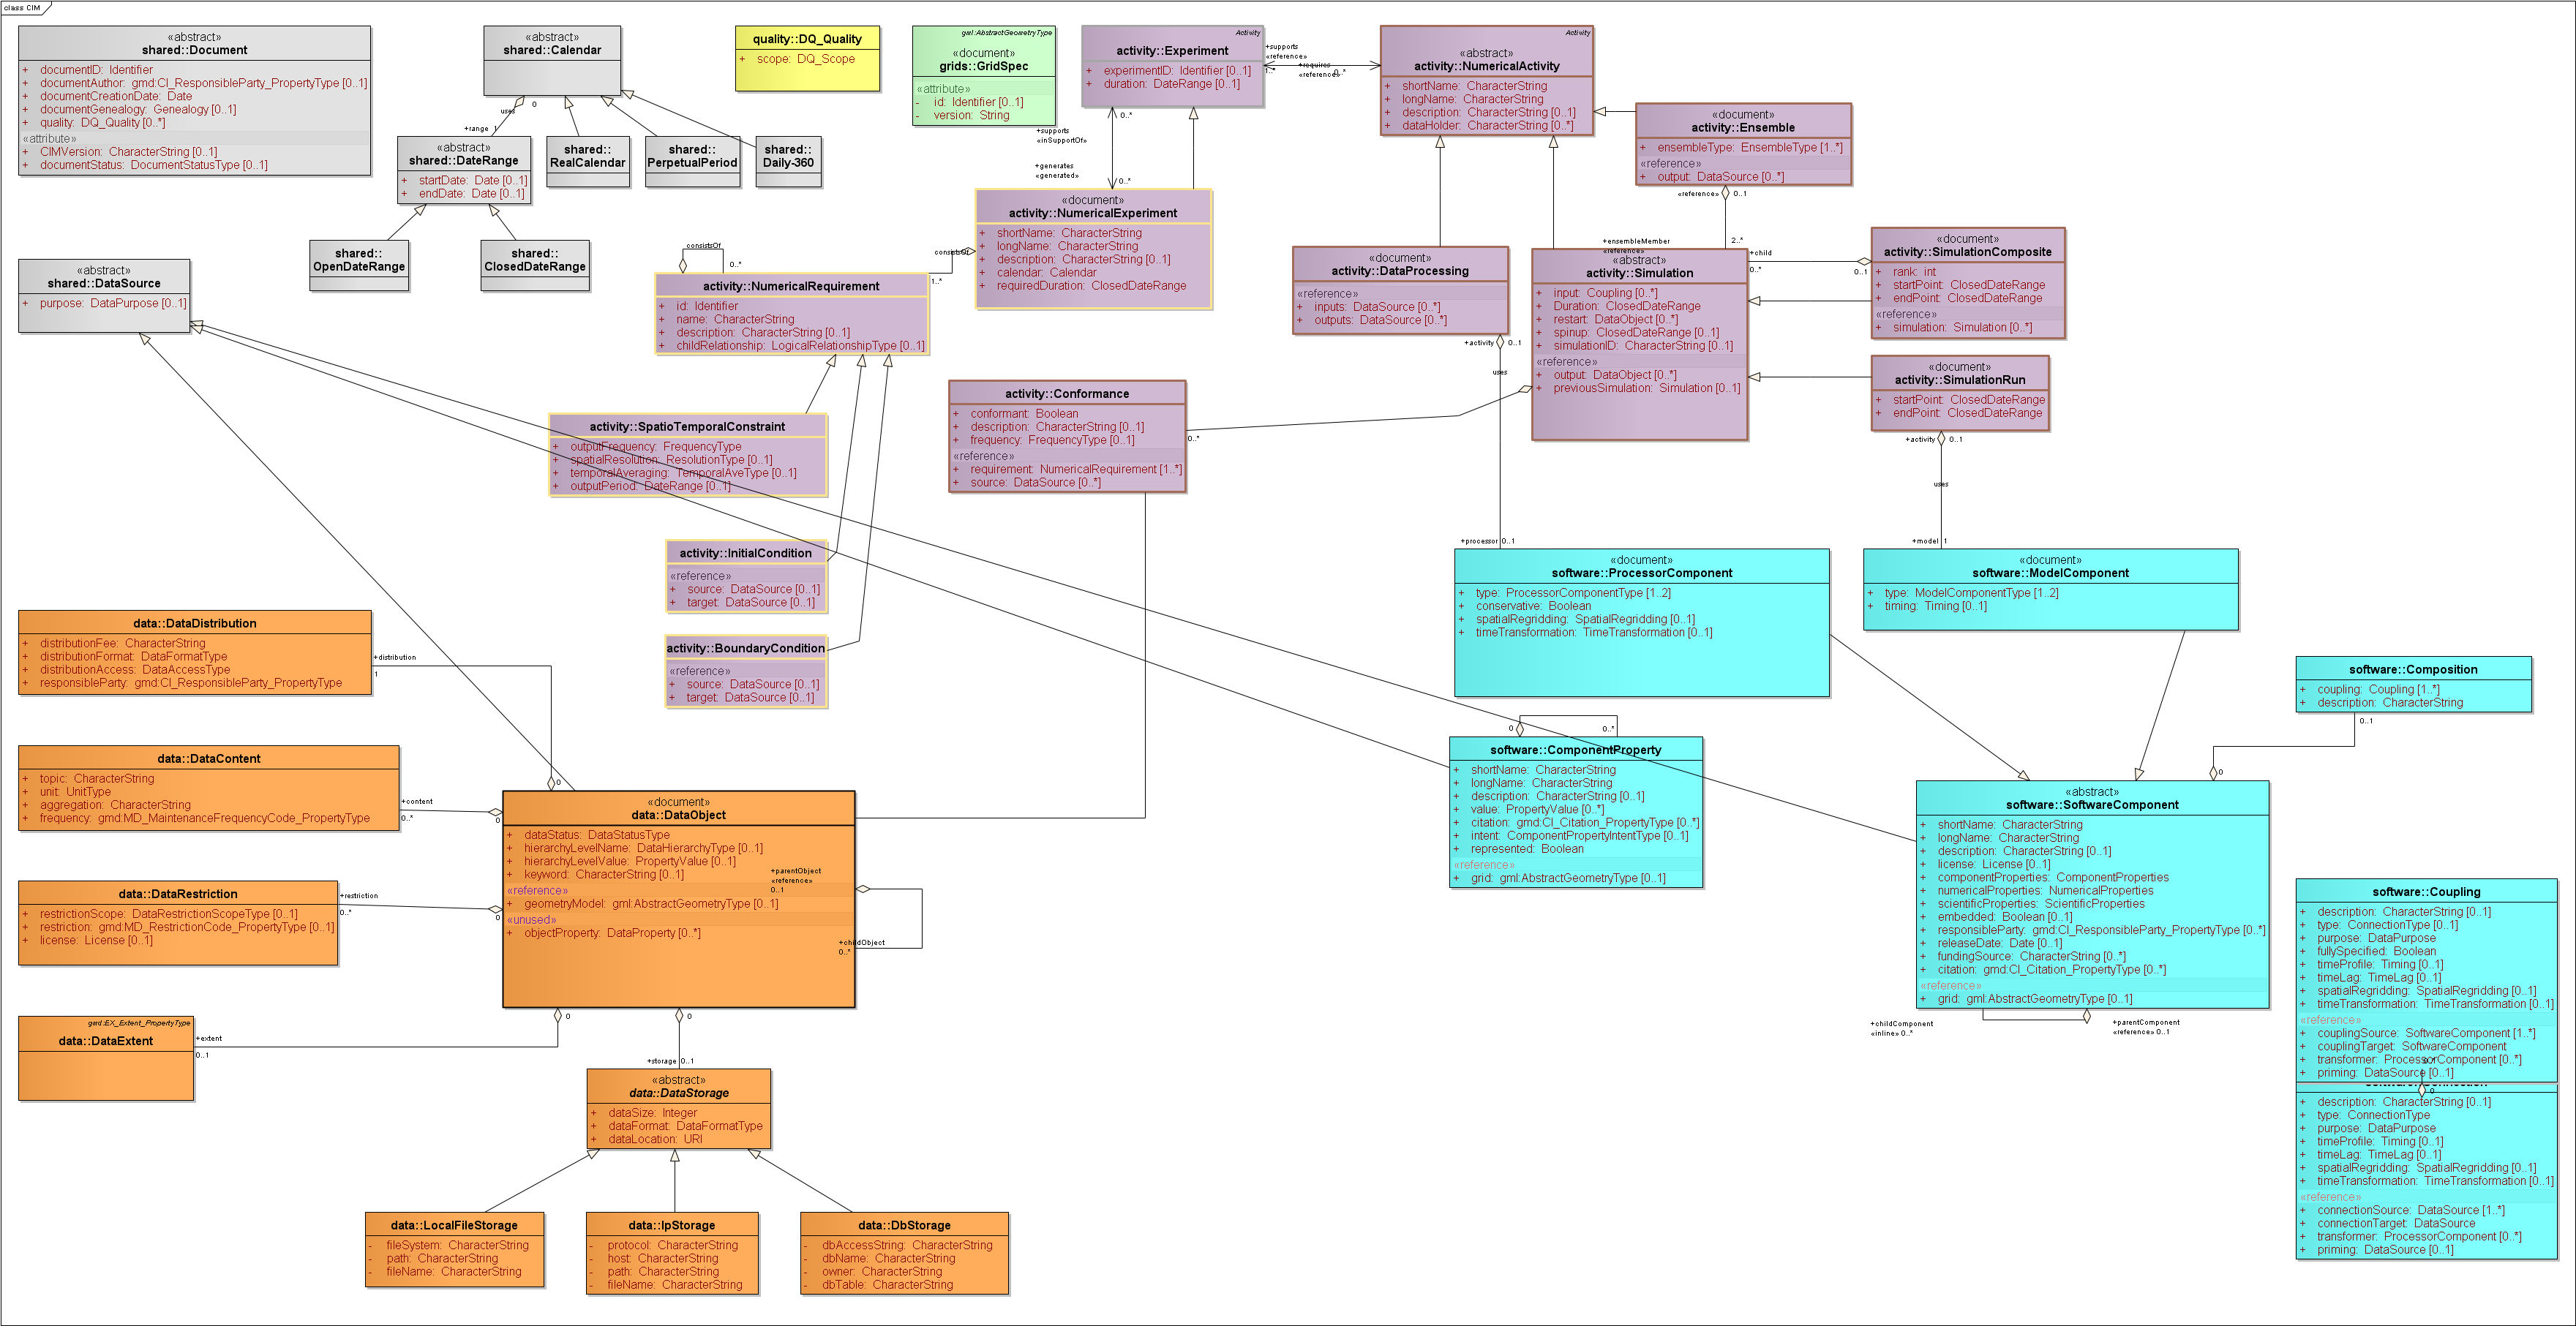 class CIM
«abstract»
shared::Document
+ documentID: Identifier
+ documentAuthor: gmd:CI_ResponsibleParty_PropertyType [0..1]
+ documentCreationDate: Date
+ documentGenealogy: Genealogy [0..1]
+ quality: DQ_Quality [0..*]
«attribute»
+ CIMVersion: CharacterString [0..1]
+ documentStatus: DocumentStatusType [0..1]
«abstract»
shared::Calendar
uses
0
+range 1
«abstract»
shared::DateRange
+ startDate: Date [0..1]
+ endDate: Date [0..1]
shared::
RealCalendar
shared::
PerpetualPeriod
shared::
Daily-360
shared::
OpenDateRange
shared::
ClosedDateRange
quality::DQ_Quality
+ scope: DQ_Scope
gml:AbstractGeometryType
«document»
grids::GridSpec
«attribute»
- id: Identifier [0..1]
- version: String
Activity
activity::Experiment
+ experimentID: Identifier [0..1]
+ duration: DateRange [0..1]
+supports
«reference»
1..*
+requires
«reference»
0..*
Activity
«abstract»
activity::NumericalActivity
+ shortName: CharacterString
+ longName: CharacterString
+ description: CharacterString [0..1]
+ dataHolder: CharacterString [0..*]
«document»
activity::Ensemble
+ ensembleType: EnsembleType [1..*]
«reference»
+ output: DataSource [0..*]
«reference» 0..1
+supports
«inSupportOf»
0..*
+generates
«generated»
0..*
«document»
activity::NumericalExperiment
+ shortName: CharacterString
+ longName: CharacterString
+ description: CharacterString [0..1]
+ calendar: Calendar
+ requiredDuration: ClosedDateRange
consistsOf
1..*
consistsOf
0..*
activity::NumericalRequirement
+ id: Identifier
+ name: CharacterString
+ description: CharacterString [0..1]
+ childRelationship: LogicalRelationshipType [0..1]
«abstract»
shared::DataSource
+ purpose: DataPurpose [0..1]
«document»
activity::DataProcessing
«reference»
+ inputs: DataSource [0..*]
+ outputs: DataSource [0..*]
+activity 0..1
uses
+processor 0..1
+ensembleMember
«reference»
2..*
«abstract»
activity::Simulation
+ input: Coupling [0..*]
+ Duration: ClosedDateRange
+ restart: DataObject [0..*]
+ spinup: ClosedDateRange [0..1]
+ simulationID: CharacterString [0..1]
«reference»
+ output: DataObject [0..*]
+ previousSimulation: Simulation [0..1]
+child
0..*
0..1
«document»
activity::SimulationComposite
+ rank: int
+ startPoint: ClosedDateRange
+ endPoint: ClosedDateRange
«reference»
+ simulation: Simulation [0..*]
«document»
activity::SimulationRun
+ startPoint: ClosedDateRange
+ endPoint: ClosedDateRange
+activity 0..1
uses
+model 1
activity::Conformance
+ conformant: Boolean
+ description: CharacterString [0..1]
+ frequency: FrequencyType [0..1]
«reference»
+ requirement: NumericalRequirement [1..*]
+ source: DataSource [0..*]
0..*
activity::SpatioTemporalConstraint
+ outputFrequency: FrequencyType
+ spatialResolution: ResolutionType [0..1]
+ temporalAveraging: TemporalAveType [0..1]
+ outputPeriod: DateRange [0..1]
activity::InitialCondition
«reference»
+ source: DataSource [0..1]
+ target: DataSource [0..1]
activity::BoundaryCondition
«reference»
+ source: DataSource [0..1]
+ target: DataSource [0..1]
«document»
software::ProcessorComponent
+ type: ProcessorComponentType [1..2]
+ conservative: Boolean
+ spatialRegridding: SpatialRegridding [0..1]
+ timeTransformation: TimeTransformation [0..1]
«document»
software::ModelComponent
+ type: ModelComponentType [1..2]
+ timing: Timing [0..1]
software::Composition
+ coupling: Coupling [1..*]
+ description: CharacterString
0..1
0
0
0..*
software::ComponentProperty
+ shortName: CharacterString
+ longName: CharacterString
+ description: CharacterString [0..1]
+ value: PropertyValue [0..*]
+ citation: gmd:CI_Citation_PropertyType [0..*]
+ intent: ComponentPropertyIntentType [0..1]
+ represented: Boolean
«reference»
+ grid: gml:AbstractGeometryType [0..1]
«abstract»
software::SoftwareComponent
+ shortName: CharacterString
+ longName: CharacterString
+ description: CharacterString [0..1]
+ license: License [0..1]
+ componentProperties: ComponentProperties
+ numericalProperties: NumericalProperties
+ scientificProperties: ScientificProperties
+ embedded: Boolean [0..1]
+ responsibleParty: gmd:CI_ResponsibleParty_PropertyType [0..*]
+ releaseDate: Date [0..1]
+ fundingSource: CharacterString [0..*]
+ citation: gmd:CI_Citation_PropertyType [0..*]
«reference»
+ grid: gml:AbstractGeometryType [0..1]
+childComponent
«inline» 0..*
+parentComponent
«reference» 0..1
software::Coupling
+ description: CharacterString [0..1]
+ type: ConnectionType [0..1]
+ purpose: DataPurpose
+ fullySpecified: Boolean
+ timeProfile: Timing [0..1]
+ timeLag: TimeLag [0..1]
+ spatialRegridding: SpatialRegridding [0..1]
+ timeTransformation: TimeTransformation [0..1]
«reference»
+ couplingSource: SoftwareComponent [1..*]
+ couplingTarget: SoftwareComponent
+ transformer: ProcessorComponent [0..*]
+ priming: DataSource [0..1]
0..*
0
+ description: CharacterString [0..1]
+ type: ConnectionType
+ purpose: DataPurpose
+ timeProfile: Timing [0..1]
+ timeLag: TimeLag [0..1]
+ spatialRegridding: SpatialRegridding [0..1]
+ timeTransformation: TimeTransformation [0..1]
«reference»
+ connectionSource: DataSource [1..*]
+ connectionTarget: DataSource
+ transformer: ProcessorComponent [0..*]
+ priming: DataSource [0..1]
data::DataDistribution
+ distributionFee: CharacterString
+ distributionFormat: DataFormatType
+ distributionAccess: DataAccessType
+ responsibleParty: gmd:CI_ResponsibleParty_PropertyType
+distribution
1
0
data::DataContent
+ topic: CharacterString
+ unit: UnitType
+ aggregation: CharacterString
+ frequency: gmd:MD_MaintenanceFrequencyCode_PropertyType
+content
0..*
0
data::DataRestriction
+ restrictionScope: DataRestrictionScopeType [0..1]
+ restriction: gmd:MD_RestrictionCode_PropertyType [0..1]
+ license: License [0..1]
+restriction
0..*
0
«document»
data::DataObject
+ dataStatus: DataStatusType
+ hierarchyLevelName: DataHierarchyType [0..1]
+ hierarchyLevelValue: PropertyValue [0..1]
+ keyword: CharacterString [0..1]
«reference»
+ geometryModel: gml:AbstractGeometryType [0..1]
«unused»
+ objectProperty: DataProperty [0..*]
+parentObject
«reference»
0..1
+childObject
0..*
gmd:EX_Extent_PropertyType
data::DataExtent
+extent
0..1
0
0
+storage 0..1
«abstract»
data::DataStorage
+ dataSize: Integer
+ dataFormat: DataFormatType
+ dataLocation: URI
data::LocalFileStorage
- fileSystem: CharacterString
- path: CharacterString
- fileName: CharacterString
data::IpStorage
- protocol: CharacterString
- host: CharacterString
- path: CharacterString
- fileName: CharacterString
data::DbStorage
- dbAccessString: CharacterString
- dbName: CharacterString
- owner: CharacterString
- dbTable: CharacterString